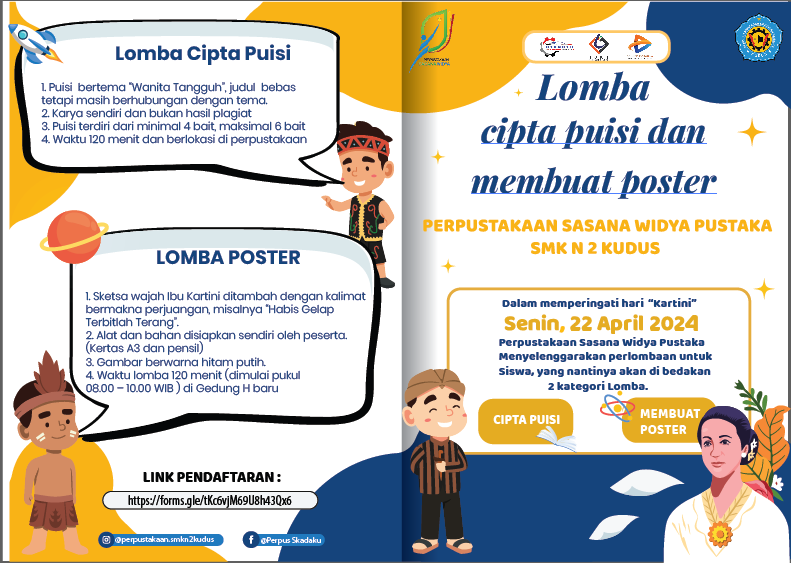 Lomba Cipta Puisi
1. Puisi bertema "Wanita Tangguh", judul bebas
tetapi masih berhubungan dengan tema.
2. Karya sendiri dan bukan hasil plagiat
3. Puisi terdiri dari minimal 4 bait, maksimal 6 bait
4. Waktu 120 menit dan berlokasi di perpustakaan
LOMBA POSTER
1. Sketsa wajah Ibu Kartini ditambah dengan kalimat
bermakna perjuangan, misalnya "Habis Gelap
Terbitlah Terang".
2. Alat dan bahan disiapkan sendiri oleh peserta.
(Kertas A3 dan pensil)
3. Gambar berwarna hitam putih.
4. Waktu lomba 120 menit (dimulai pukul
08.00 – 10.00 WIB ) di Gedung H baru
LINK PENDAFTARAN :
https://forms.gle/tKc6vjM69U8h43Qx6
@perpustakaan.smkn2kudus
@Perpus Skadaku
Lomba
cipta puisi dan
membuat poster
PERPUSTAKAAN SASANA WIDYA PUSTAKA
SMK N 2 KUDUS
Dalam memperingati hari "Kartini"
Senin, 22 April 2024
Perpustakaan Sasana Widya Pustaka
Menyelenggarakan perlombaan untuk
Siswa, yang nantinya akan di bedakan
2 kategori Lomba.
CIPTA PUISI
MEMBUAT
POSTER